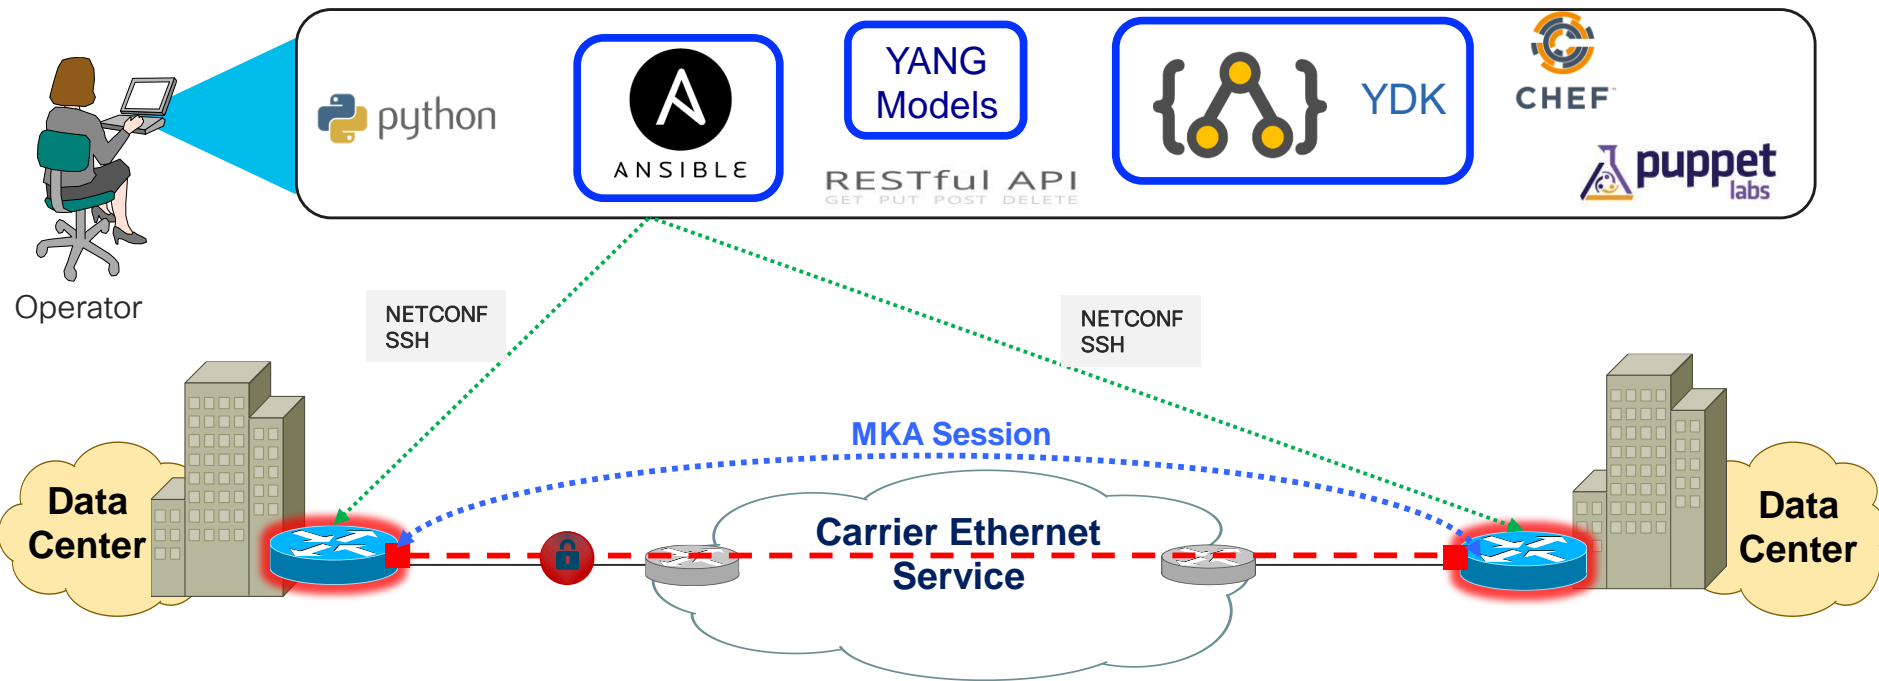 python
ANSIBLE
YANG
Models
RESTful API
GET PUT POST DELETE
YDK
CHEF™
puppet
labs
Operator
NETCONF
SSH
NETCONF
SSH
MKA Session
Data
Center
Carrier Ethernet
Service
Data
Center